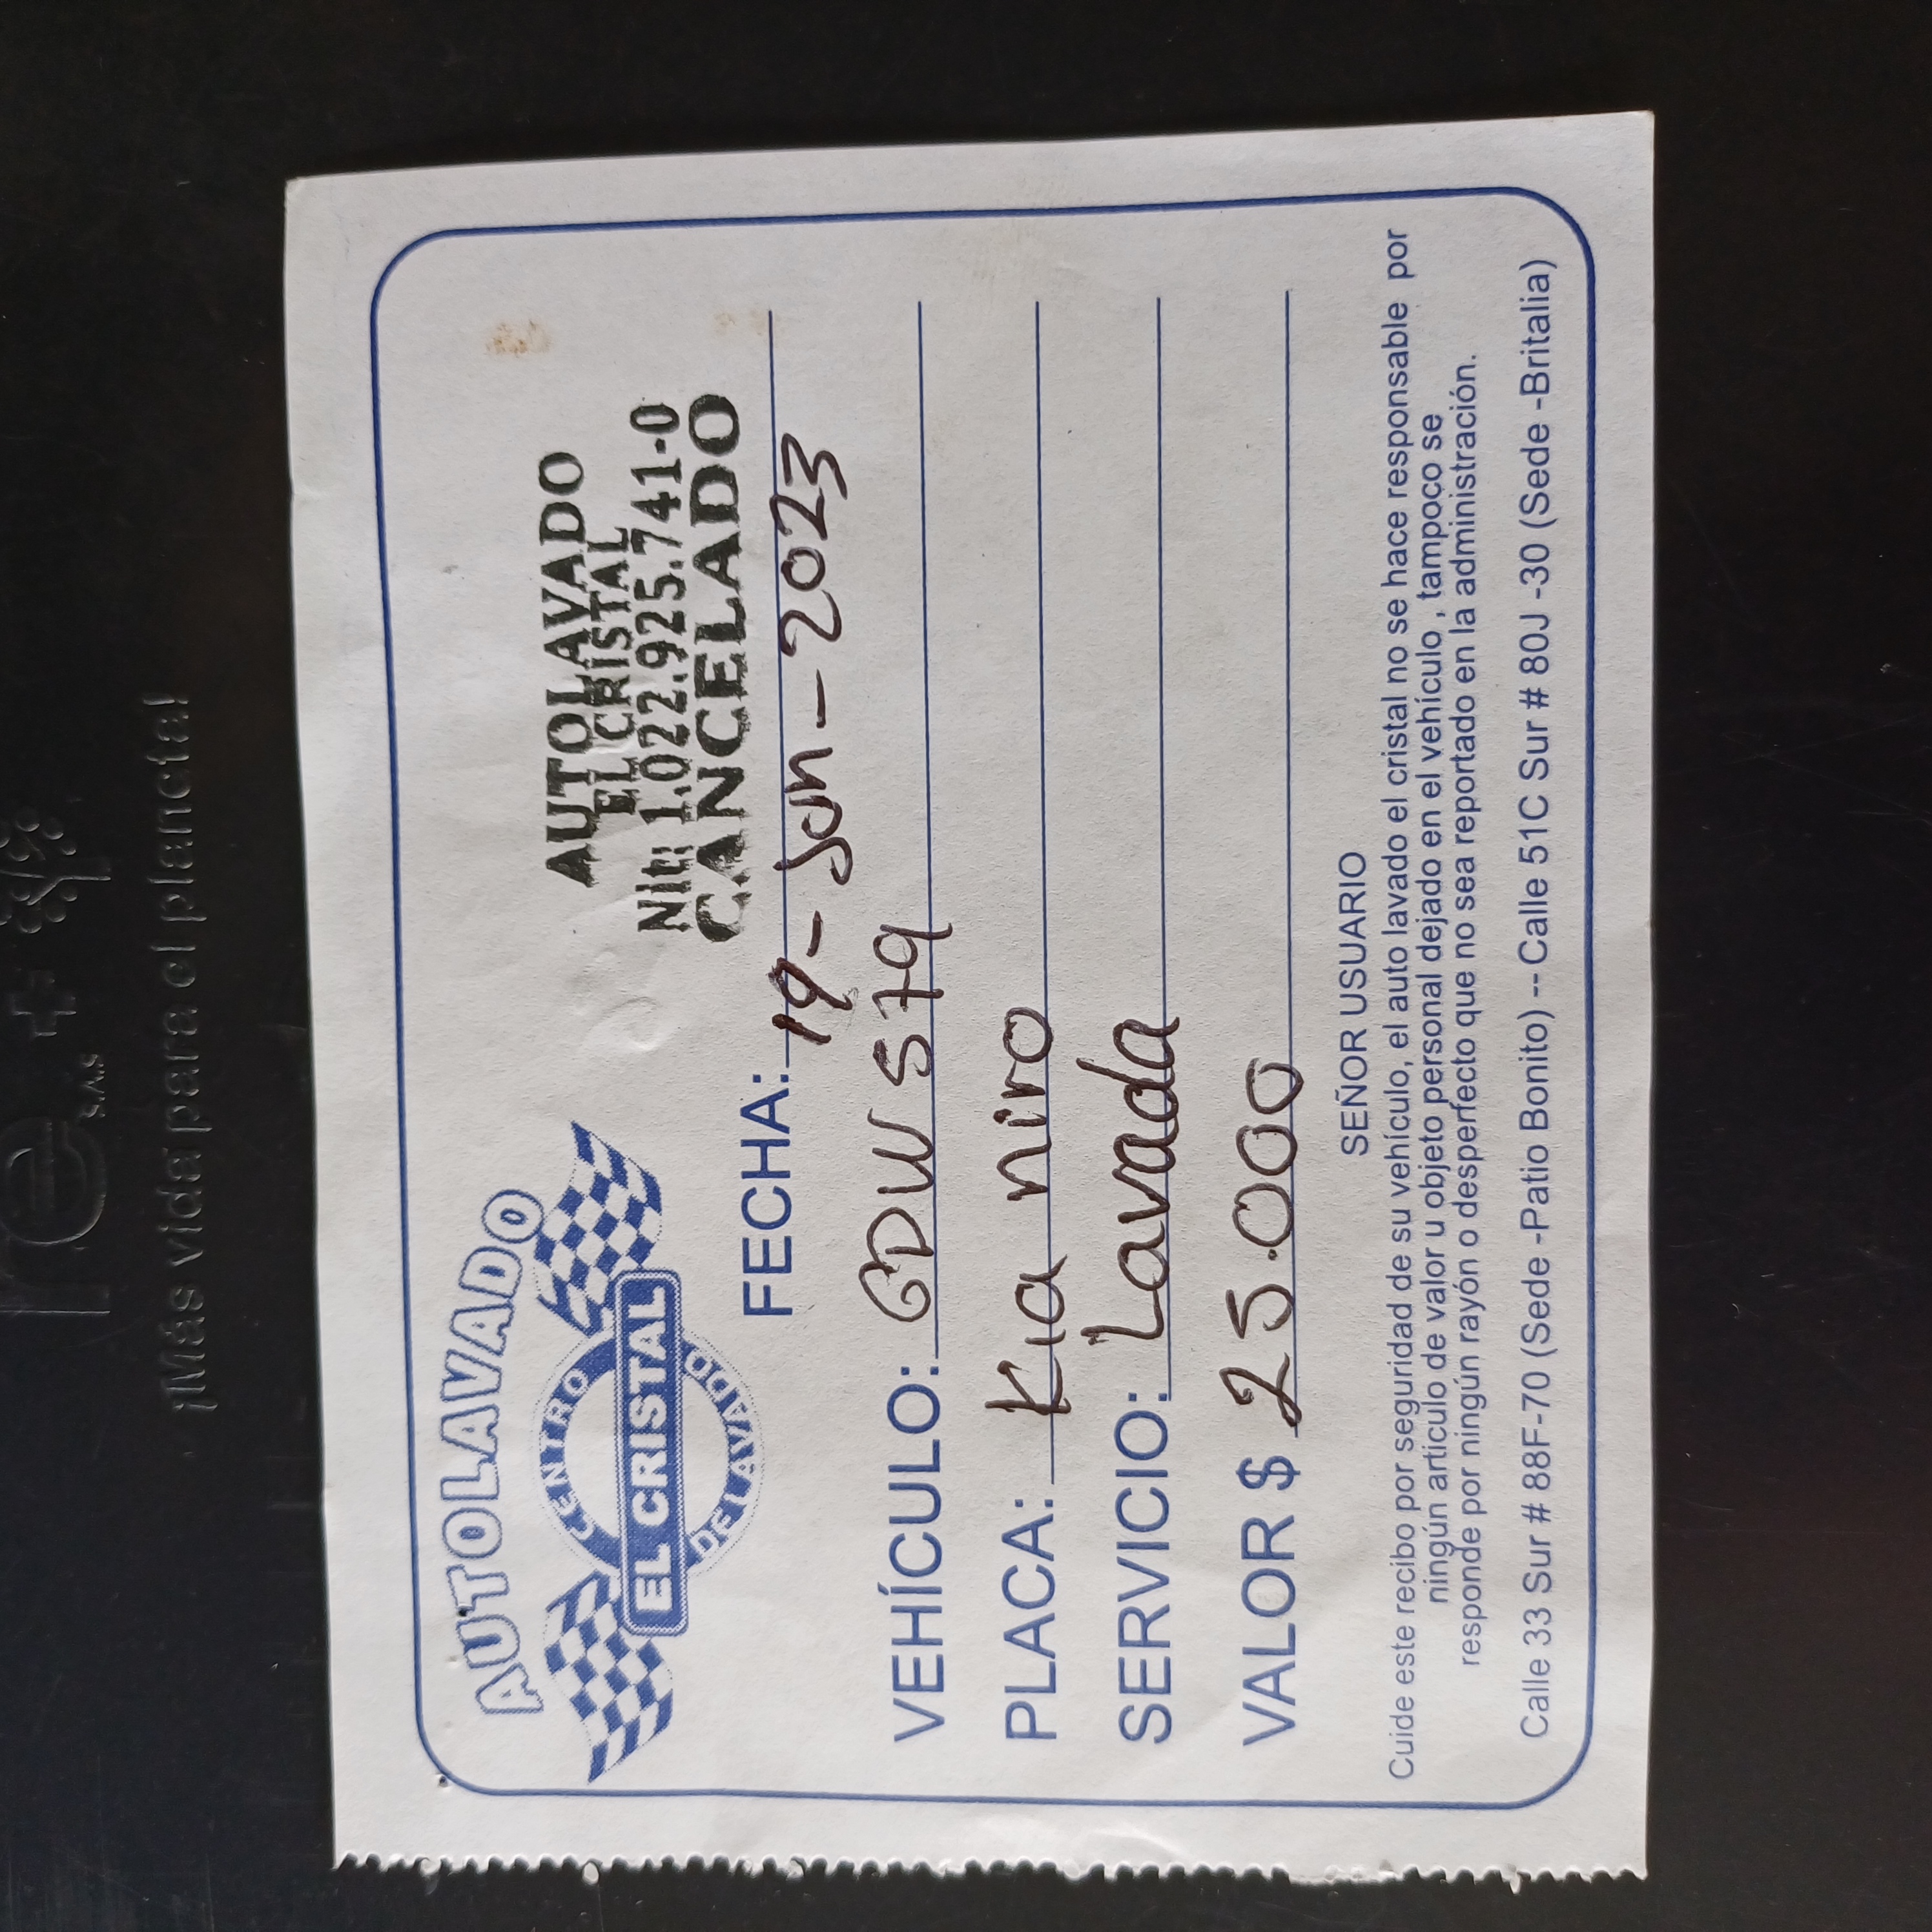 re++
S.A.S
¡Más vida para el planeta!
AUTOLAVADO
CENTRO
EL CRISTAL
DE LAVADO
AUTOLAVADO
EL CRISTAL
Nit: 1.022.925.741-0
CANCELADO
FECHA: 19-Jun-2023
VEHÍCULO: GDW 579
PLACA: Kia niro
SERVICIO: Lavada
VALOR $ 25.000
SEÑOR USUARIO
Cuide este recibo por seguridad de su vehículo, el auto lavado el cristal no se hace responsable por
ningún articulo de valor u objeto personal dejado en el vehículo , tampoco se
responde por ningún rayón o desperfecto que no sea reportado en la administración.
Calle 33 Sur # 88F-70 (Sede -Patio Bonito) -- Calle 51C Sur # 80J -30 (Sede -Britalia)